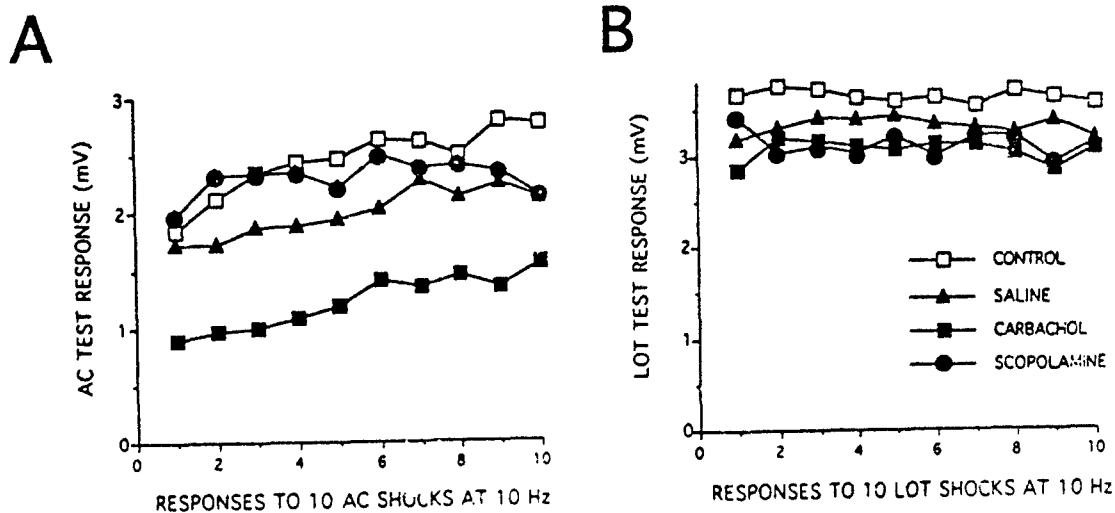 A
B
AC TEST RESPONSE (mV)
3
2
1
0
0 2 4 6 8 10
RESPONSES TO 10 AC SHOCKS AT 10 Hz
LOT TEST RESPONSE (mV)
3
2
1
0
0 2 4 6 8 10
RESPONSES TO 10 LOT SHOCKS AT 10 Hz
CONTROL
SALINE
CARBACHOL
SCOPOLAMINE